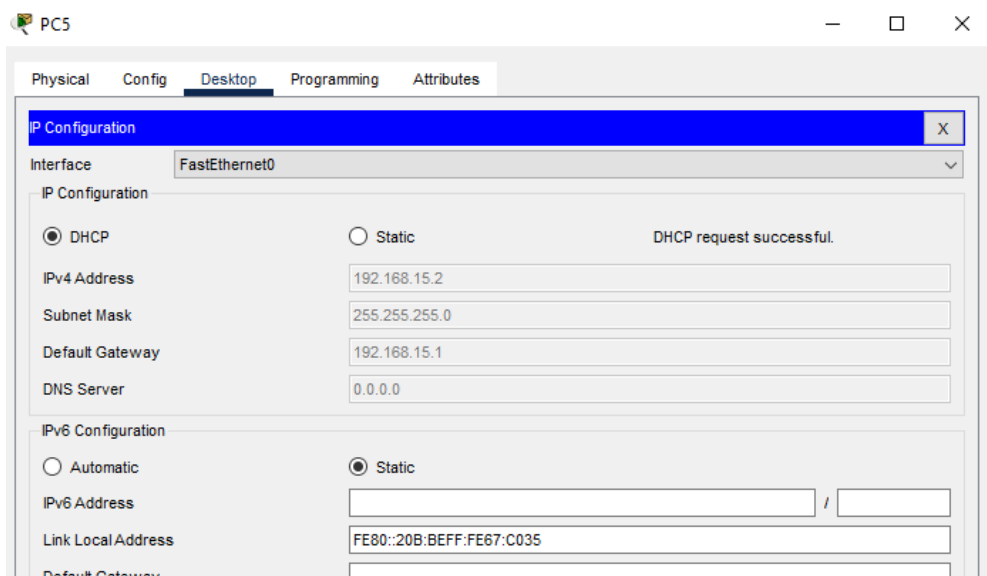 PC5
Physical Config Desktop Programming Attributes
IP Configuration X
Interface FastEthernet0
IP Configuration
DHCP Static DHCP request successful.
IPv4 Address 192.168.15.2
Subnet Mask 255.255.255.0
Default Gateway 192.168.15.1
DNS Server 0.0.0.0
IPv6 Configuration
Automatic Static
IPv6 Address /
Link Local Address FE80::20B:BEFF:FE67:C035
Default Gateway